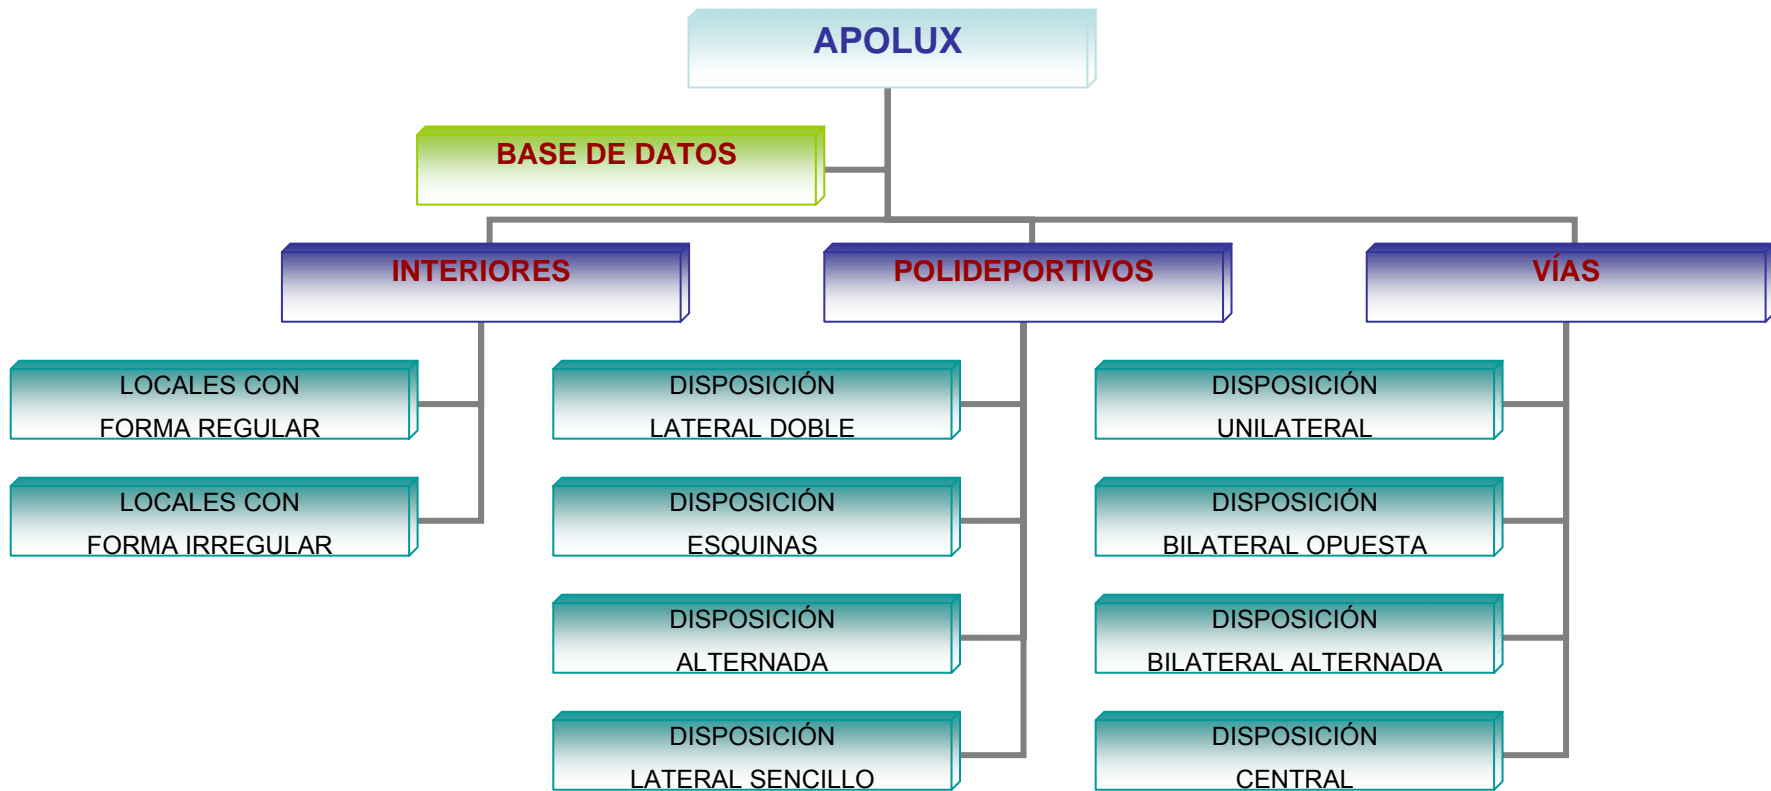 APOLUX
BASE DE DATOS
INTERIORES
POLIDEPORTIVOS
VÍAS
LOCALES CON
FORMA REGULAR
LOCALES CON
FORMA IRREGULAR
DISPOSICIÓN
LATERAL DOBLE
DISPOSICIÓN
ESQUINAS
DISPOSICIÓN
ALTERNADA
DISPOSICIÓN
LATERAL SENCILLO
DISPOSICIÓN
UNILATERAL
DISPOSICIÓN
BILATERAL OPUESTA
DISPOSICIÓN
BILATERAL ALTERNADA
DISPOSICIÓN
CENTRAL